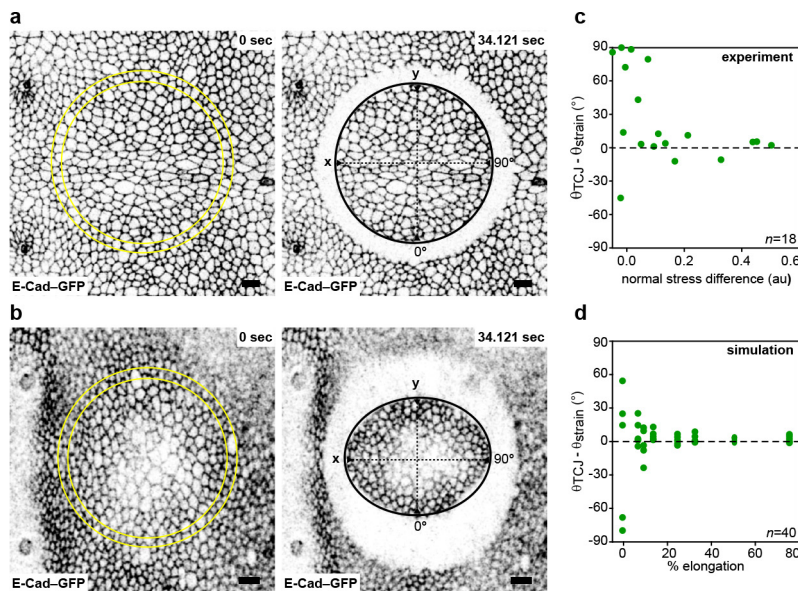 a
0 sec
E-Cad–GFP
34.121 sec
y
x
90°
0°
E-Cad–GFP
b
0 sec
E-Cad–GFP
34.121 sec
y
x
90°
0°
E-Cad–GFP
c
experiment
90
60
30
0
-30
-60
-90
θTCJ - θstrain (°)
n=18
0.0 0.2 0.4 0.6
normal stress difference (au)
d
simulation
90
60
30
0
-30
-60
-90
θTCJ - θstrain (°)
n=40
0 20 40 60 80
% elongation